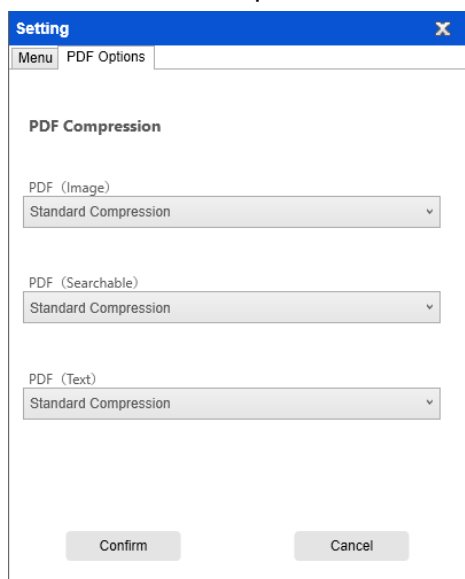 Setting
Menu PDF Options
PDF Compression
PDF（Image）
Standard Compression
PDF（Searchable）
Standard Compression
PDF（Text）
Standard Compression
Confirm Cancel